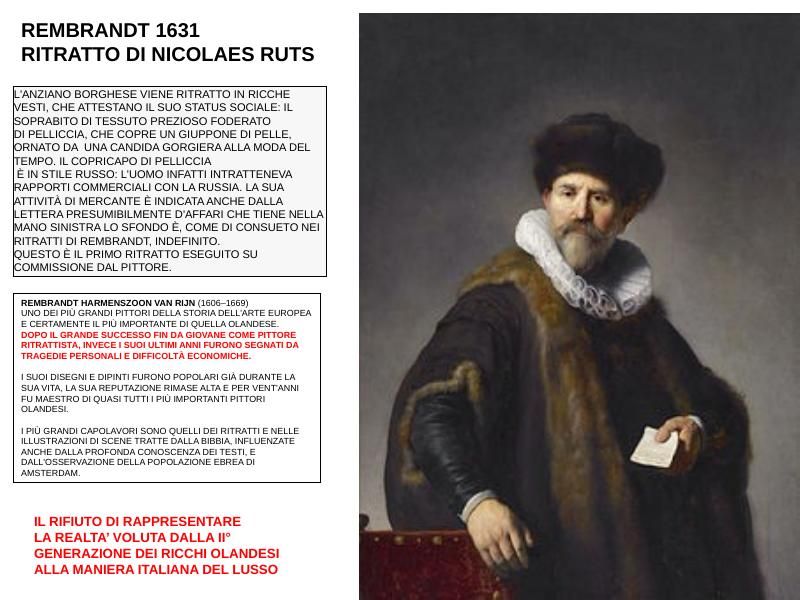 REMBRANDT 1631
RITRATTO DI NICOLAES RUTS
L'ANZIANO BORGHESE VIENE RITRATTO IN RICCHE
VESTI, CHE ATTESTANO IL SUO STATUS SOCIALE: IL
SOPRABITO DI TESSUTO PREZIOSO FODERATO
DI PELLICCIA, CHE COPRE UN GIUPPONE DI PELLE,
ORNATO DA UNA CANDIDA GORGIERA ALLA MODA DEL
TEMPO. IL COPRICAPO DI PELLICCIA
È IN STILE RUSSO: L'UOMO INFATTI INTRATTENEVA
RAPPORTI COMMERCIALI CON LA RUSSIA. LA SUA
ATTIVITÀ DI MERCANTE È INDICATA ANCHE DALLA
LETTERA PRESUMIBILMENTE D'AFFARI CHE TIENE NELLA
MANO SINISTRA LO SFONDO È, COME DI CONSUETO NEI
RITRATTI DI REMBRANDT, INDEFINITO.
QUESTO È IL PRIMO RITRATTO ESEGUITO SU
COMMISSIONE DAL PITTORE.
REMBRANDT HARMENSZOON VAN RIJN (1606–1669)
UNO DEI PIÙ GRANDI PITTORI DELLA STORIA DELL'ARTE EUROPEA
E CERTAMENTE IL PIÙ IMPORTANTE DI QUELLA OLANDESE.
DOPO IL GRANDE SUCCESSO FIN DA GIOVANE COME PITTORE
RITRATTISTA, INVECE I SUOI ULTIMI ANNI FURONO SEGNATI DA
TRAGEDIE PERSONALI E DIFFICOLTÀ ECONOMICHE.
I SUOI DISEGNI E DIPINTI FURONO POPOLARI GIÀ DURANTE LA
SUA VITA, LA SUA REPUTAZIONE RIMASE ALTA E PER VENT'ANNI
FU MAESTRO DI QUASI TUTTI I PIÙ IMPORTANTI PITTORI
OLANDESI.
I PIÙ GRANDI CAPOLAVORI SONO QUELLI DEI RITRATTI E NELLE
ILLUSTRAZIONI DI SCENE TRATTE DALLA BIBBIA, INFLUENZATE
ANCHE DALLA PROFONDA CONOSCENZA DEI TESTI, E
DALL'OSSERVAZIONE DELLA POPOLAZIONE EBREA DI
AMSTERDAM.
IL RIFIUTO DI RAPPRESENTARE
LA REALTA' VOLUTA DALLA II°
GENERAZIONE DEI RICCHI OLANDESI
ALLA MANIERA ITALIANA DEL LUSSO